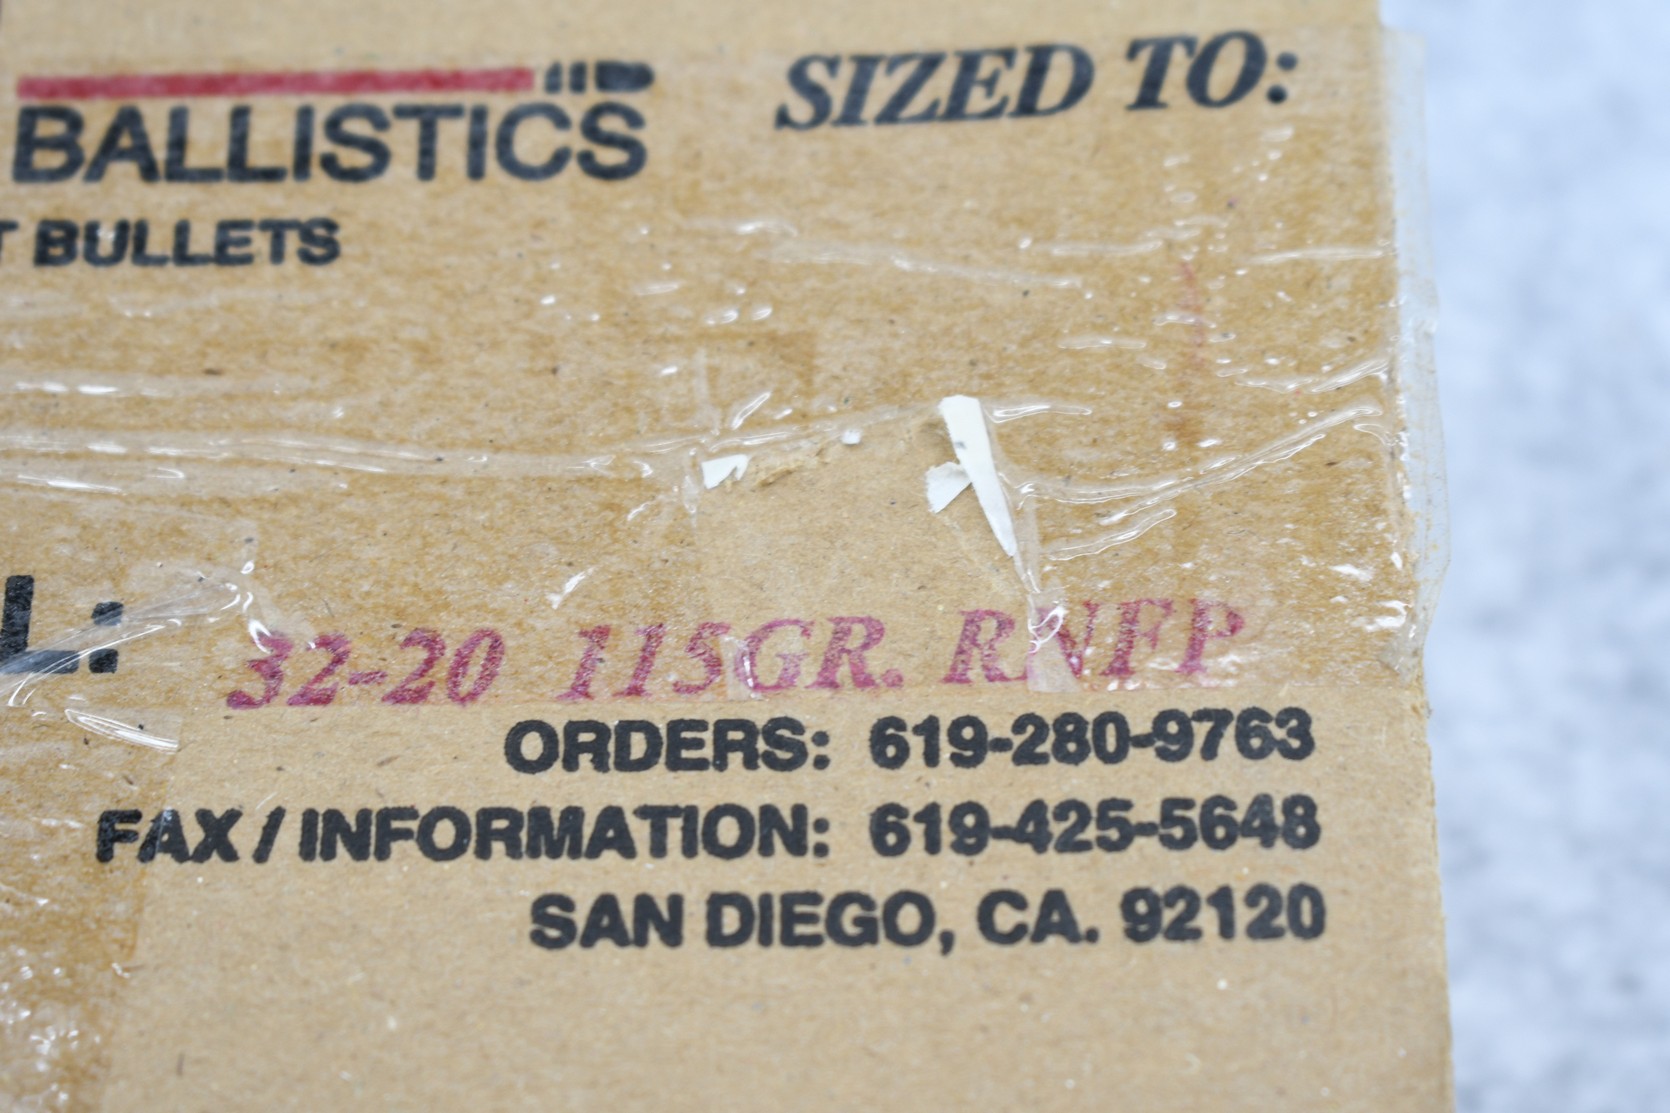 BALLISTICS
SIZED TO:
T BULLETS
L:
32-20 115GR. RNFP
ORDERS: 619-280-9763
FAX / INFORMATION: 619-425-5648
SAN DIEGO, CA. 92120